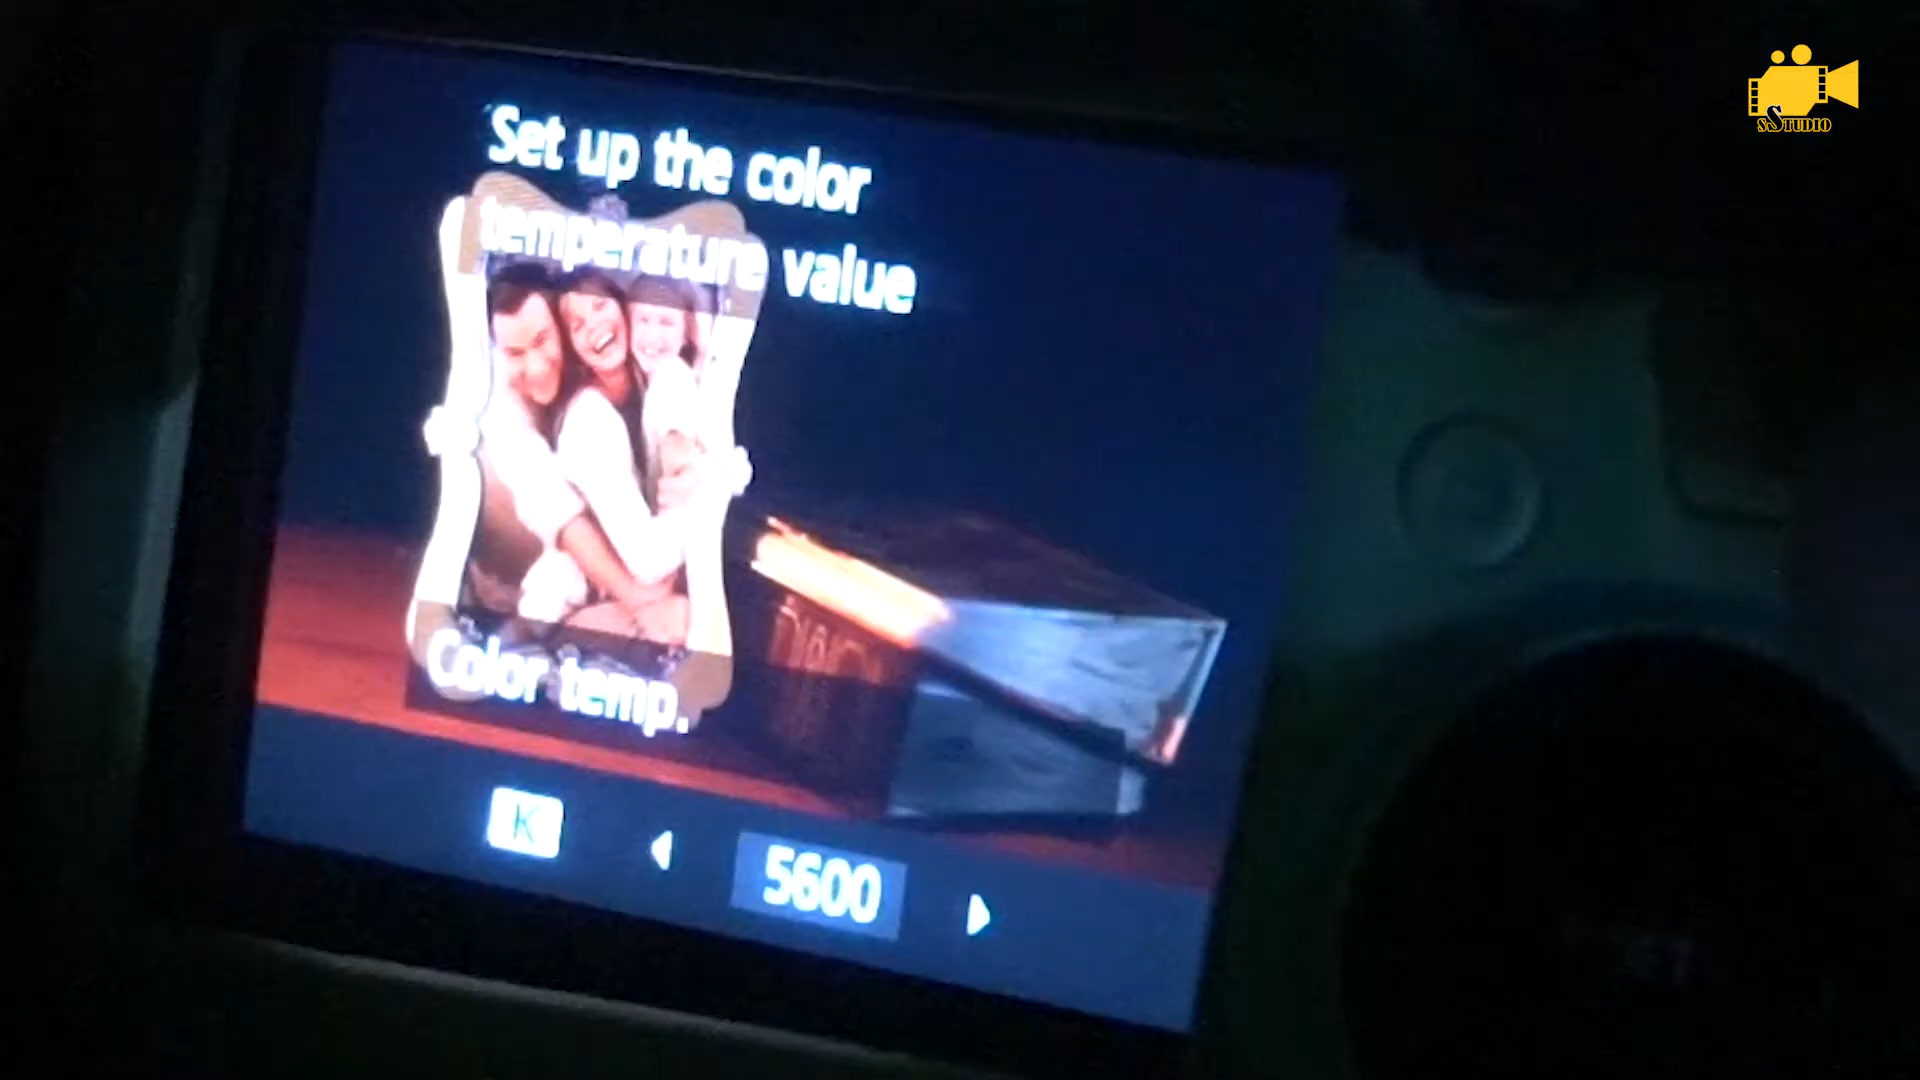 Set up the color
temperature value
Color temp.
K
5600
SSTUDIO